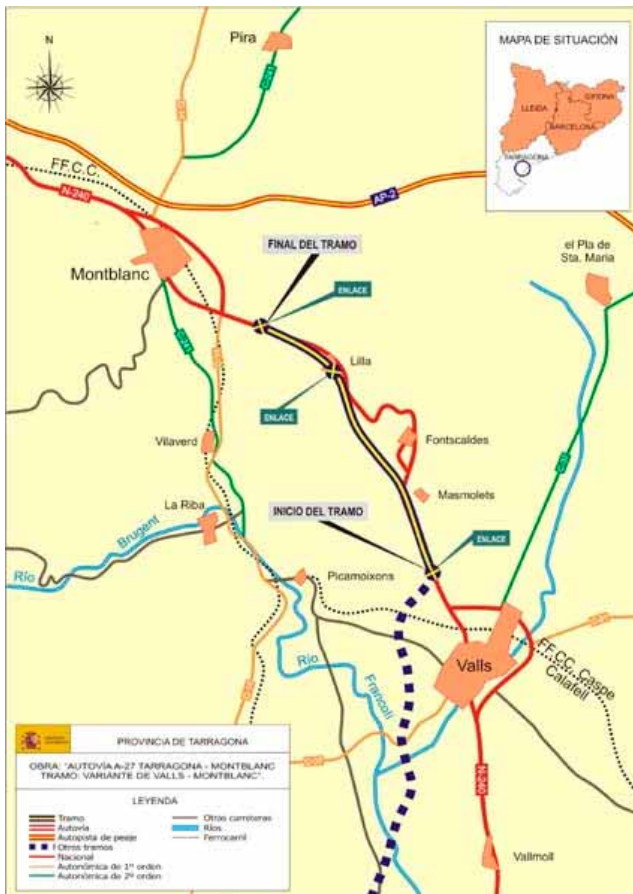 N
Pira
MAPA DE SITUACIÓN
LLEIDA
GIRONA
BARCELONA
TARRAGONA
FF.C.C.
N-240
AP-2
FINAL DEL TRAMO
el Pla de
Sta. Maria
Montblanc
ENLACE
Lilla
ENLACE
Fontscaldes
Vilaverd
Masmolets
La Riba
INICIO DEL TRAMO
Río Brugent
ENLACE
Picamoixons
Río Francolí
Valls
FF.CC. Caspe
Calafell
N-240
Vallmoll
PROVINCIA DE TARRAGONA
OBRA: "AUTOVÍA A-27 TARRAGONA - MONTBLANC
TRAMO: VARIANTE DE VALLS - MONTBLANC".
LEYENDA
Tramo
Autovía
Autopista de peaje
Otros tramos
Nacional
Autonómica de 1er orden
Autonómica de 2º orden
Otras carreteras
Ríos
Ferrocarril